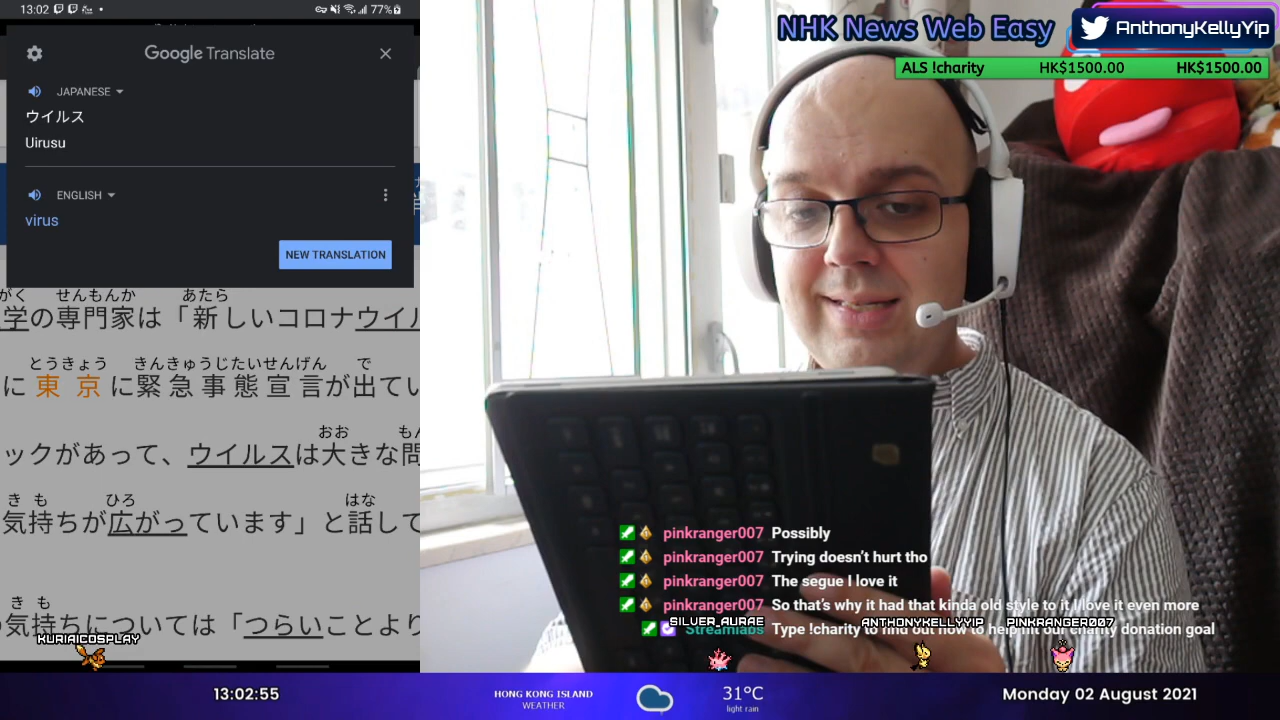 13:02
77%
Google Translate
JAPANESE
ウイルス
Uirusu
ENGLISH
virus
NEW TRANSLATION
がく せんもんか あたら
学の専門家は「新しいコロナウイル
とうきょう きんきゅうじたいせんげん で
に東京に緊急事態宣言が出てい
おお もん
ックがあって、ウイルスは大きな問
き も ひろ はな
気持ちが広がっています」と話して
き も
気持ちについては「つらいことより
KURIAICOSPLAY
NHK News Web Easy
AnthonyKellyYip
ALS !charity HK$1500.00 HK$1500.00
pinkranger007 Possibly
pinkranger007 Trying doesn't hurt tho
pinkranger007 The segue I love it
pinkranger007 So that's why it had that kinda old style to it I love it even more
Streamlabs Type !charity to find out how to help hit our charity donation goal
SILVER_AURAE
ANTHONYKELLYYIP
PINKRANGER007
13:02:55
HONG KONG ISLAND
WEATHER
31°C
light rain
Monday 02 August 2021